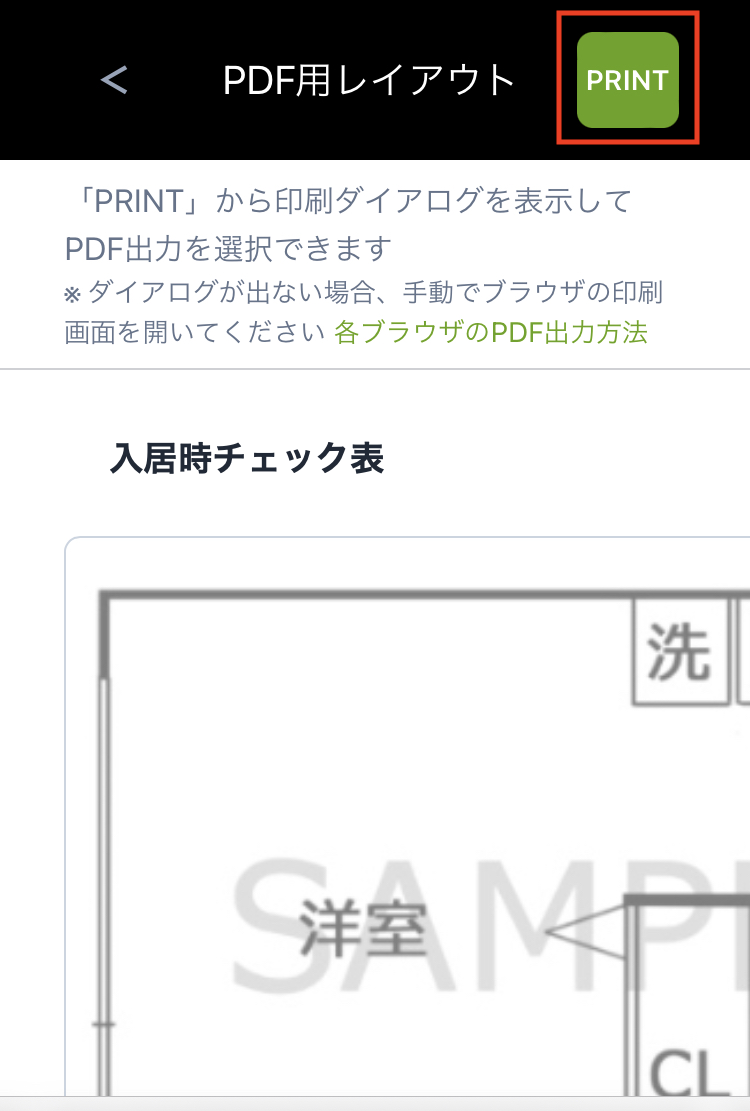 <
PDF用レイアウト
PRINT
「PRINT」から印刷ダイアログを表示して
PDF出力を選択できます
※ ダイアログが出ない場合、手動でブラウザの印刷
画面を開いてください 各ブラウザのPDF出力方法
入居時チェック表
洗
SAMP
洋室
CL